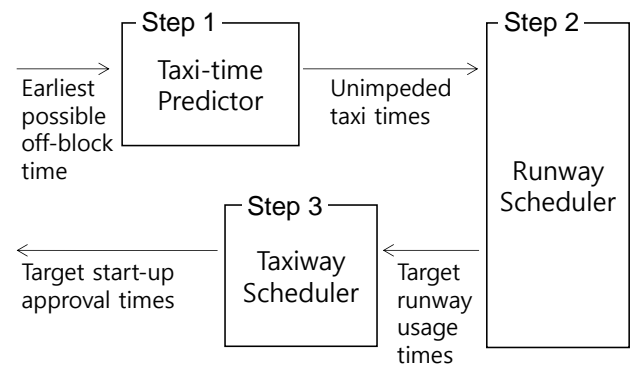 Step 1
Taxi-time
Predictor
Earliest
possible
off-block
time
Unimpeded
taxi times
Step 2
Runway
Scheduler
Step 3
Taxiway
Scheduler
Target
runway
usage
times
Target start-up
approval times